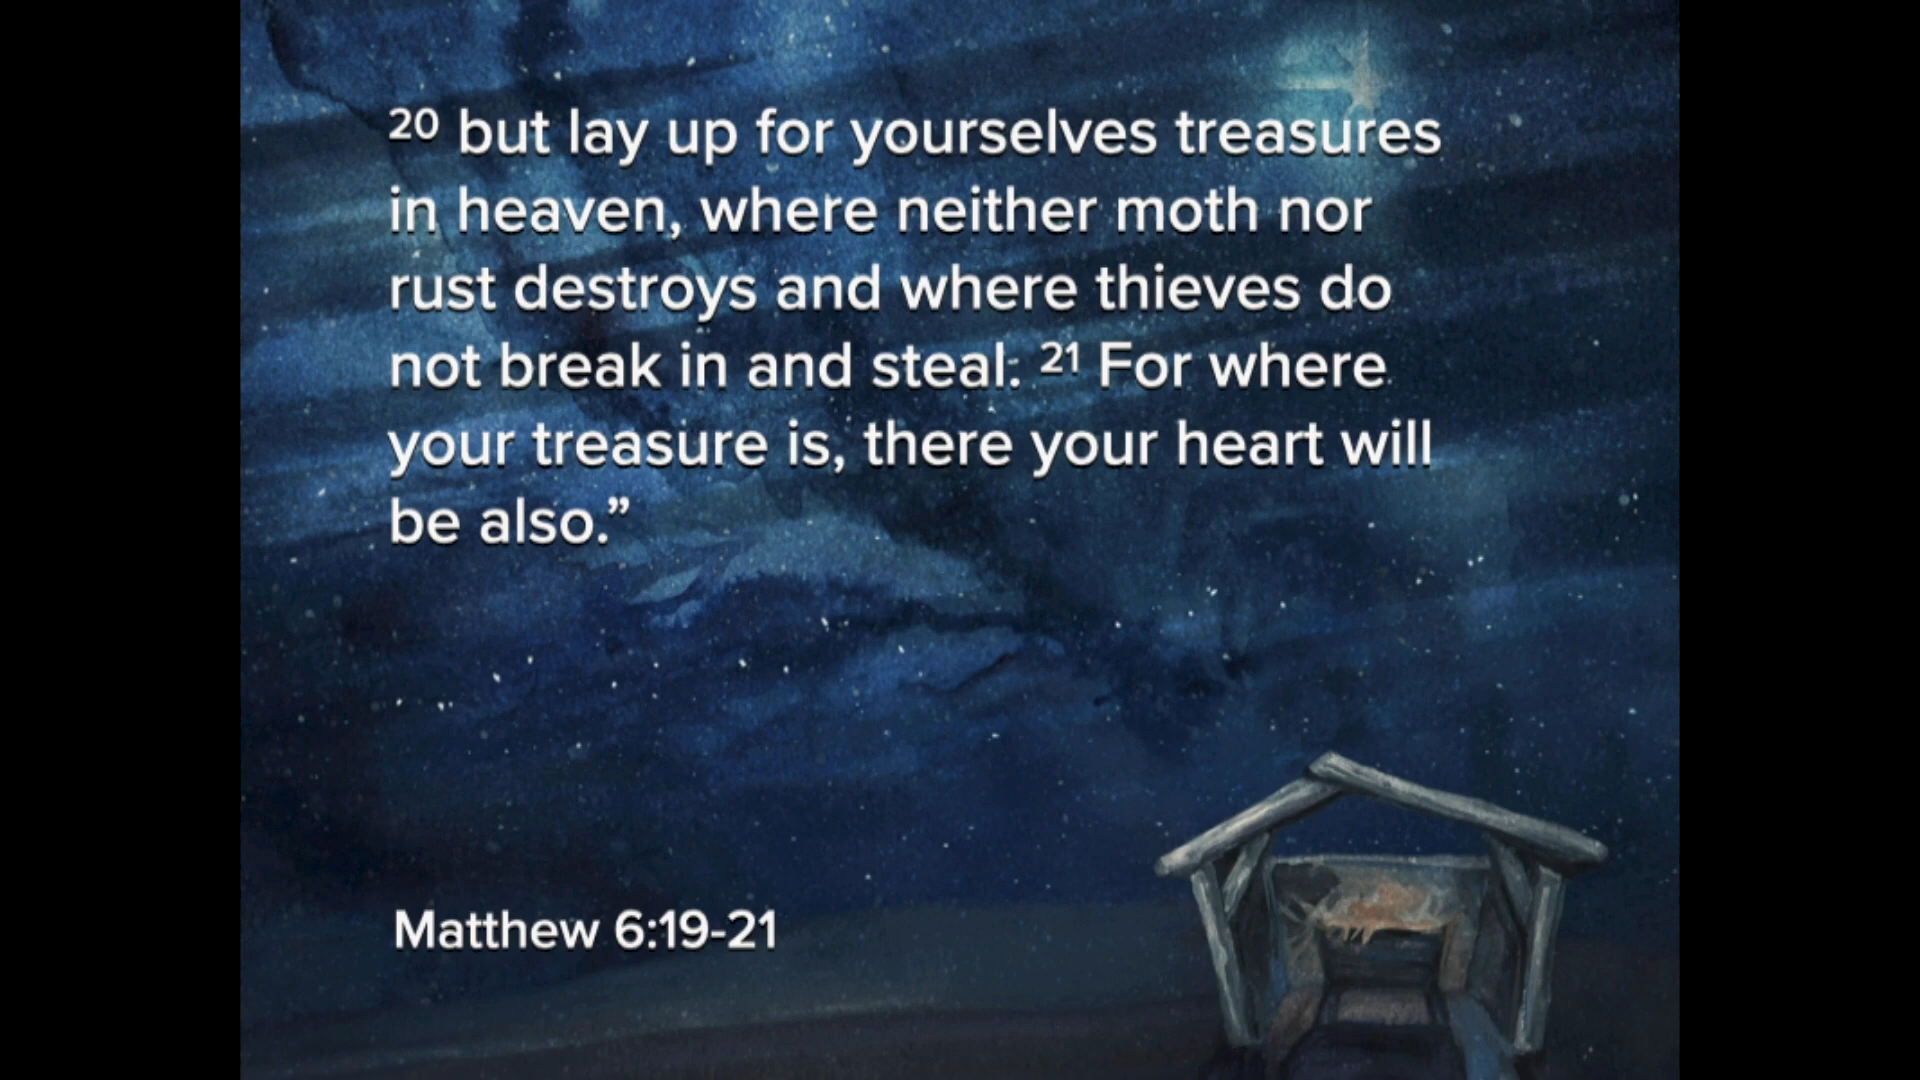 ²⁰ but lay up for yourselves treasures
in heaven, where neither moth nor
rust destroys and where thieves do
not break in and steal. ²¹ For where
your treasure is, there your heart will
be also.”
Matthew 6:19-21